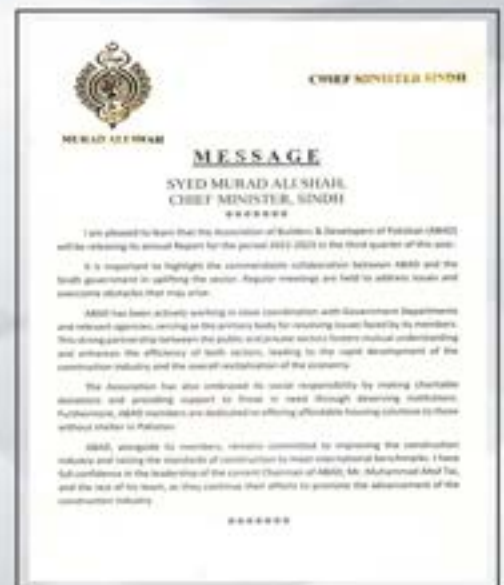 CHIEF MINISTER SINDH
MURAD ALI SHAH
MESSAGE
SYED MURAD ALI SHAH,
CHIEF MINISTER, SINDH
*******
I am pleased to learn that the Association of Builders & Developers of Pakistan (ABAD)
will be releasing its annual Report for the period 2022-2023 in the third quarter of this year.
It is important to highlight the commendable collaboration between ABAD and the
Sindh government in uplifting the sector. Regular meetings are held to address issues and
overcome obstacles that may arise.
ABAD has been actively working in close coordination with Government Departments
and relevant agencies, serving as the primary body for resolving issues faced by its members.
This strong partnership between the public and private sectors fosters mutual understanding
and enhances the efficiency of both sectors, leading to the rapid development of the
construction industry and the overall revitalization of the economy.
The Association has also embraced its social responsibility by making charitable
donations and providing support to those in need through deserving institutions.
Furthermore, ABAD members are dedicated to offering affordable housing solutions to those
without shelter in Pakistan.
ABAD, alongside its members, remains committed to improving the construction
industry and raising the standards of construction to meet international benchmarks. I have
full confidence in the leadership of the current Chairman of ABAD, Mr. Muhammad Altaf Tai,
and the rest of his team, as they continue their efforts to promote the advancement of the
construction industry.
*******